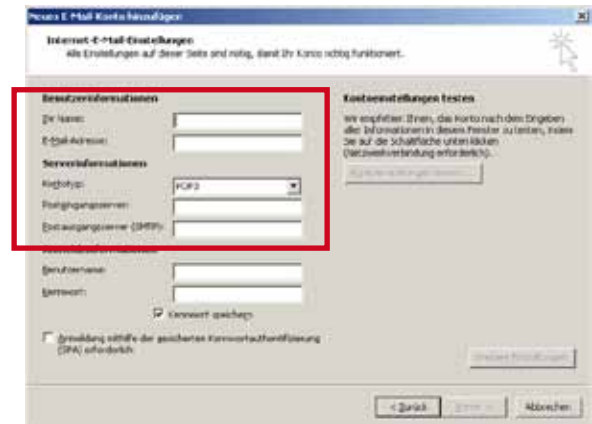 Neues E-Mail-Konto hinzufügen
Internet-E-Mail-Einstellungen
Alle Einstellungen auf dieser Seite sind nötig, damit Ihr Konto richtig funktioniert.
Benutzerinformationen
Ihr Name:
E-Mail-Adresse:
Serverinformationen
Kontotyp:
POP3
Posteingangsserver:
Postausgangsserver (SMTP):
Anmeldeinformationen
Benutzername:
Kennwort:
Kennwort speichern
Anmeldung mithilfe der gesicherten Kennwortauthentifizierung
(SPA) erforderlich
Kontoeinstellungen testen
Wir empfehlen Ihnen, das Konto nach dem Eingeben
aller Informationen in diesem Fenster zu testen, indem
Sie auf die Schaltfläche unten klicken
(Netzwerkverbindung erforderlich).
Kontoeinstellungen testen ...
Weitere Einstellungen
< Zurück
Weiter >
Abbrechen